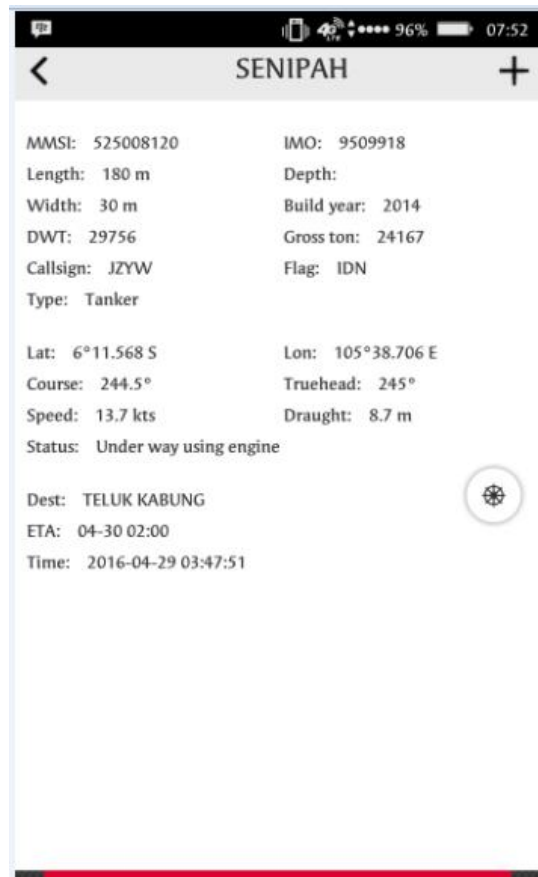 4G LTE 96% 07:52
SENIPAH
MMSI: 525008120 IMO: 9509918
Length: 180 m Depth:
Width: 30 m Build year: 2014
DWT: 29756 Gross ton: 24167
Callsign: JZYW Flag: IDN
Type: Tanker
Lat: 6°11.568 S Lon: 105°38.706 E
Course: 244.5° Truehead: 245°
Speed: 13.7 kts Draught: 8.7 m
Status: Under way using engine
Dest: TELUK KABUNG
ETA: 04-30 02:00
Time: 2016-04-29 03:47:51